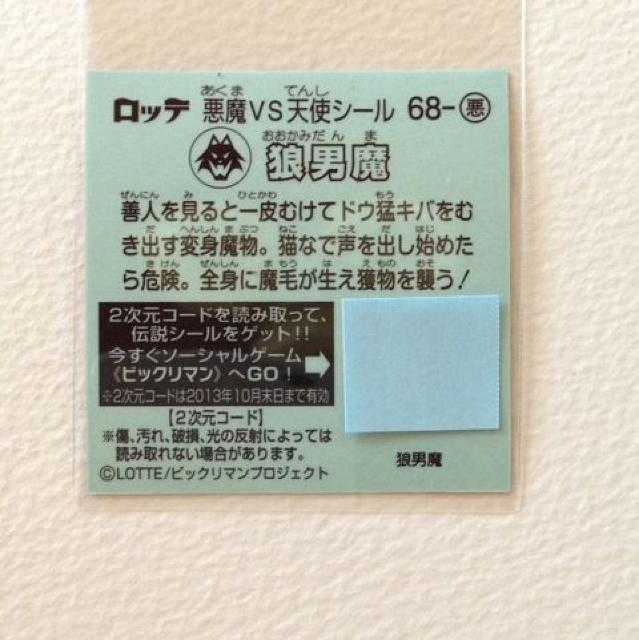 ロッテ 悪魔VS天使シール 68-悪
あくま てんし
おおかみだんま
狼男魔
ぜんにん み ひとかわ もう
善人を見ると一皮むけてドウ猛キバをむ
だ へんしんまぶつ ねこ ごえ だ はじ
き出す変身魔物。猫なで声を出し始めた
きけん ぜんしん まもう は えもの おそ
ら危険。全身に魔毛が生え獲物を襲う!
2次元コードを読み取って、
伝説シールをゲット!!
今すぐソーシャルゲーム
《ビックリマン》へGO!
※2次元コードは2013年10月末日まで有効
【2次元コード】
※傷、汚れ、破損、光の反射によっては
読み取れない場合があります。
©LOTTE/ビックリマンプロジェクト
狼男魔